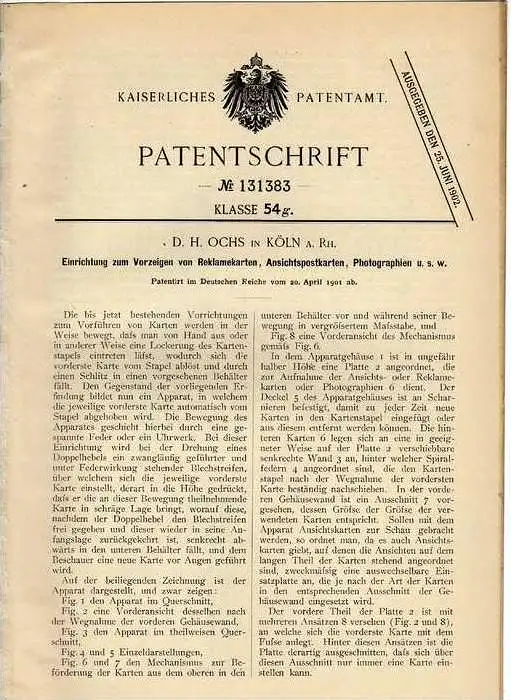 KAISERLICHES PATENTAMT.
AUSGEGEBEN DEN 25. JUNI 1902.
PATENTSCHRIFT
— № 131383 —
KLASSE 54g.
D. H. OCHS IN KÖLN A. RH.
Einrichtung zum Vorzeigen von Reklamekarten, Ansichtspostkarten, Photographien u. s. w.
Patentirt im Deutschen Reiche vom 20. April 1901 ab.
Die bis jetzt bestehenden Vorrichtungen
zum Vorführen von Karten werden in der
Weise bewegt, daſs man von Hand aus oder
in anderer Weise eine Lockerung des Karten-
stapels eintreten läſst, wodurch sich die
vorderste Karte vom Stapel ablöst und durch
einen Schlitz in einen vorgesehenen Behälter
fällt. Den Gegenstand der vorliegenden Er-
findung bildet nun ein Apparat, in welchem
die jeweilige vorderste Karte automatisch vom
Stapel abgehoben wird. Die Bewegung des
Apparates geschieht hierbei durch eine ge-
spannte Feder oder ein Uhrwerk. Bei dieser
Einrichtung wird bei der Drehung eines
Doppelhebels ein zwangläufig geführter und
unter Federwirkung stehender Blechstreifen,
über welchem sich die jeweilige vorderste
Karte einstellt, derart in die Höhe gedrückt,
daſs er die an dieser Bewegung theilnehmende
Karte in schräge Lage bringt, worauf diese,
nachdem der Doppelhebel den Blechstreifen
frei gegeben und dieser wieder in seine An-
fangslage zurückgekehrt ist, senkrecht ab-
wärts in den unteren Behälter fällt, und dem
Beschauer eine neue Karte vor Augen geführt
wird.
Auf der beiliegenden Zeichnung ist der
Apparat dargestellt, und zwar zeigen:
Fig. 1 den Apparat im Querschnitt,
Fig. 2 eine Vorderansicht desselben nach
der Wegnahme der vorderen Gehäusewand,
Fig. 3 den Apparat im theilweisen Quer-
schnitt,
Fig. 4 und 5 Einzeldarstellungen,
Fig. 6 und 7 den Mechanismus zur Be-
förderung der Karten aus dem oberen in den
unteren Behälter vor und während seiner Be-
wegung in vergröſsertem Maſsstabe, und
Fig. 8 eine Vorderansicht des Mechanismus
gemäſs Fig. 6.
In dem Apparatgehäuse 1 ist in ungefähr
halber Höhe eine Platte 2 angeordnet, die
zur Aufnahme der Ansichts- oder Reklame-
karten oder Photographien 6 dient. Der
Deckel 5 des Apparatgehäuses ist an Schar-
nieren befestigt, damit zu jeder Zeit neue
Karten in den Kartenstapel eingefügt oder
aus diesem entfernt werden können. Die hin-
teren Karten 6 legen sich an eine in geeig-
neter Weise auf der Platte 2 verschiebbare
senkrechte Wand 3 an, hinter welcher Spiral-
federn 4 angeordnet sind, die den Karten-
stapel nach der Wegnahme der vordersten
Karte beständig nachschieben. In der vorde-
ren Gehäusewand ist ein Ausschnitt 7 vor-
gesehen, dessen Gröſse der Gröſse der ver-
wendeten Karten entspricht. Sollen mit dem
Apparat Ansichtskarten zur Schau gebracht
werden, so ordnet man, da es auch Ansichts-
karten giebt, auf denen die Ansichten auf dem
langen Theil der Karten stehend angeordnet
sind, zweckmäſsig eine auswechselbare Ein-
satzplatte an, die je nach der Art der Karten
in den entsprechenden Ausschnitt der Ge-
häusewand eingesetzt wird.
Der vordere Theil der Platte 2 ist mit
mehreren Ansätzen 8 versehen (Fig. 2 und 8),
an welche sich die vorderste Karte mit dem
Fuſse anlegt. Hinter diesen Ansätzen ist die
Platte derartig ausgeschnitten, daſs sich über
diesen Ausschnitt nur immer eine Karte ein-